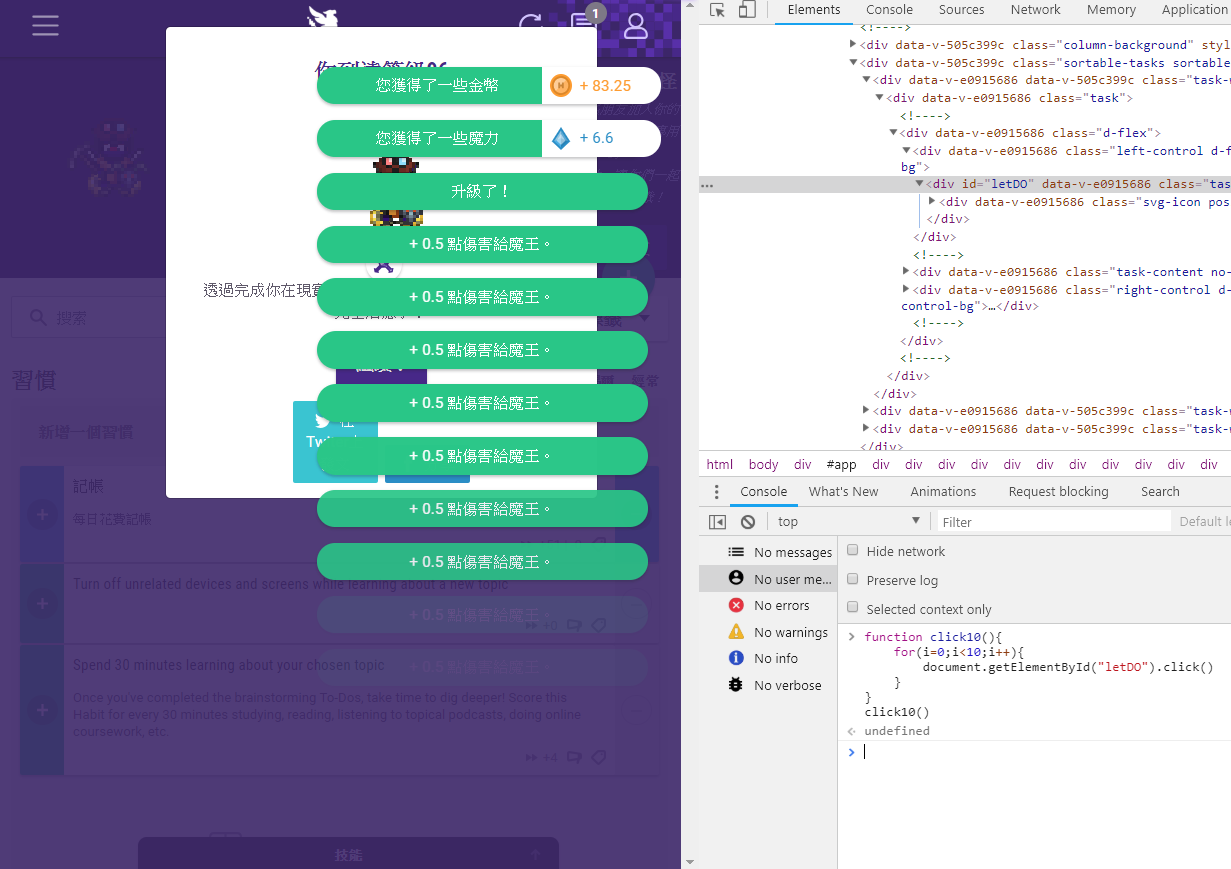 1
您獲得了一些金幣
+ 83.25
您獲得了一些魔力
+ 6.6
升級了！
+ 0.5 點傷害給魔王。
透過完成你在現實
+ 0.5 點傷害給魔王。
搜索
+ 0.5 點傷害給魔王。
習慣
+ 0.5 點傷害給魔王。
新增一個習慣
+ 0.5 點傷害給魔王。
+ 0.5 點傷害給魔王。
記帳
每日花費記帳
+ 0.5 點傷害給魔王。
+ 0.5 點傷害給魔王。
Turn off unrelated devices and screens while learning about a new topic
+ 0.5 點傷害給魔王。
+0
Spend 30 minutes learning about your chosen topic
+ 0.5 點傷害給魔王。
Once you've completed the brainstorming To-Dos, take time to dig deeper! Score this
Habit for every 30 minutes studying, reading, listening to topical podcasts, doing online
coursework, etc.
+4
技能
Elements Console Sources Network Memory Application
<!---->
<div data-v-505c399c class="column-background" styl
<div data-v-505c399c class="sortable-tasks sortable
<div data-v-e0915686 data-v-505c399c class="task-w
<div data-v-e0915686 class="task">
<!---->
<div data-v-e0915686 class="d-flex">
<div data-v-e0915686 class="left-control d-f
bg">
<div id="letDO" data-v-e0915686 class="tas
<div data-v-e0915686 class="svg-icon pos
</div>
</div>
<!---->
<div data-v-e0915686 class="task-content no-
<div data-v-e0915686 class="right-control d-
control-bg">…</div>
<!---->
</div>
<!---->
</div>
</div>
<div data-v-e0915686 data-v-505c399c class="task-w
<div data-v-e0915686 data-v-505c399c class="task-w
</div>
html body div #app div div div div div div div div div div div
Console What's New Animations Request blocking Search
top Filter Default le
No messages
No user me...
No errors
No warnings
No info
No verbose
Hide network
Preserve log
Selected context only
function click10(){
for(i=0;i<10;i++){
document.getElementById("letDO").click()
}
}
click10()
undefined